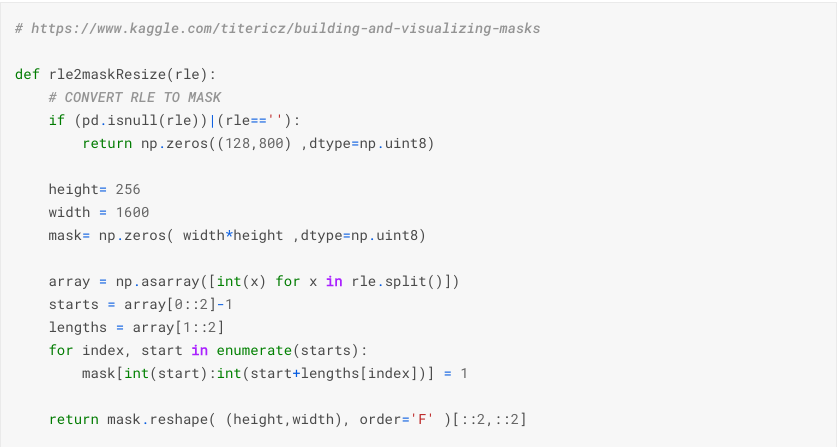 # https://www.kaggle.com/titericz/building-and-visualizing-masks

def rle2maskResize(rle):
    # CONVERT RLE TO MASK
    if (pd.isnull(rle))|(rle==''):
        return np.zeros((128,800) ,dtype=np.uint8)

    height= 256
    width = 1600
    mask= np.zeros( width*height ,dtype=np.uint8)

    array = np.asarray([int(x) for x in rle.split()])
    starts = array[0::2]-1
    lengths = array[1::2]
    for index, start in enumerate(starts):
        mask[int(start):int(start+lengths[index])] = 1

    return mask.reshape( (height,width), order='F' )[::2,::2]